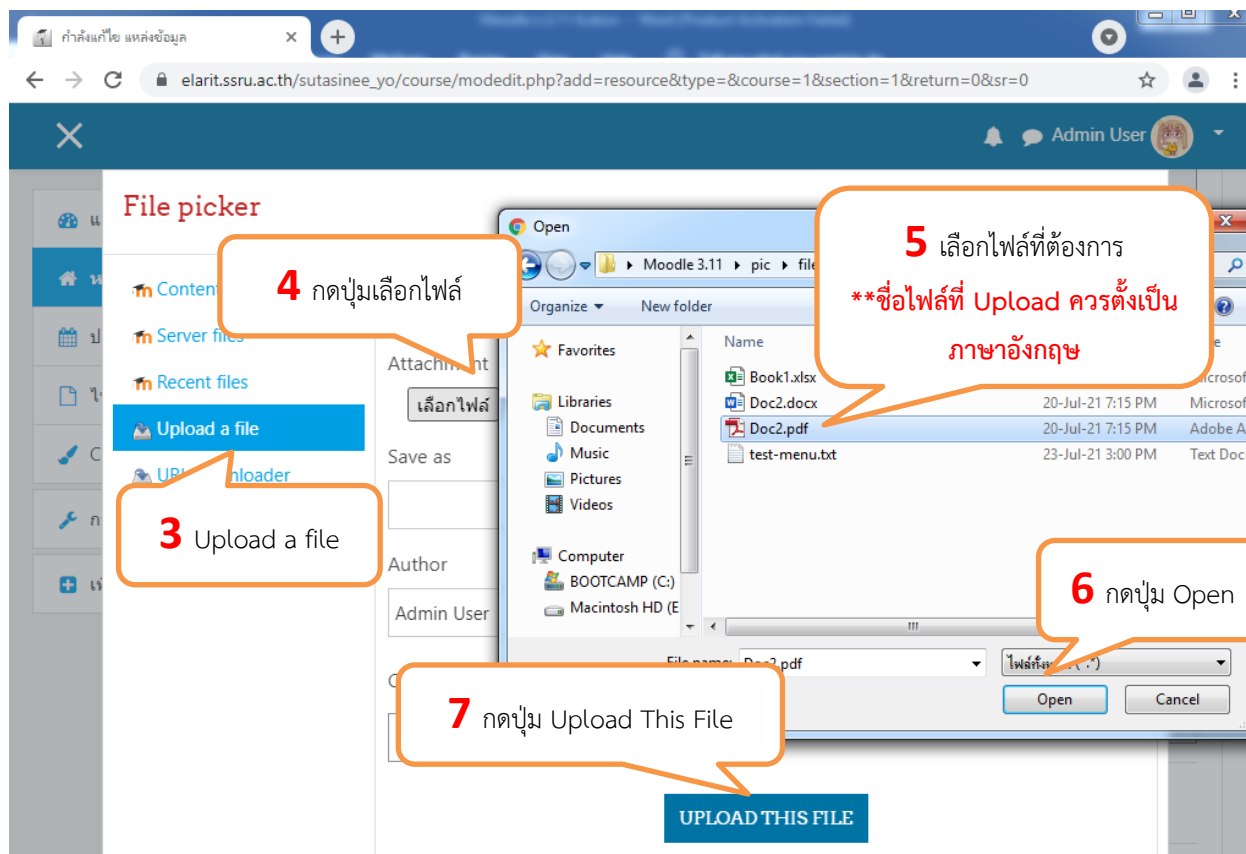 กำลังแก้ไข แหล่งข้อมูล
elarit.ssru.ac.th/sutasinee_yo/course/modedit.php?add=resource&type=&course=1&section=1&return=0&sr=0
Admin User
File picker
Open
Moodle 3.11 pic
Organize New folder
4 กดปุ่มเลือกไฟล์
5 เลือกไฟล์ที่ต้องการ
**ชื่อไฟล์ที่ Upload ควรตั้งเป็น
ภาษาอังกฤษ
Server files
Recent files
Upload a file
3 Upload a file
Attachment
เลือกไฟล์
Save as
Author
Admin User
Favorites
Libraries
Documents
Music
Pictures
Videos
Computer
BOOTCAMP (C:)
Macintosh HD (E
Name
Book1.xlsx
Doc2.docx 20-Jul-21 7:15 PM Microsof
Doc2.pdf 20-Jul-21 7:15 PM Adobe A
test-menu.txt 23-Jul-21 3:00 PM Text Doc
6 กดปุ่ม Open
Doc2.pdf
Open Cancel
7 กดปุ่ม Upload This File
UPLOAD THIS FILE